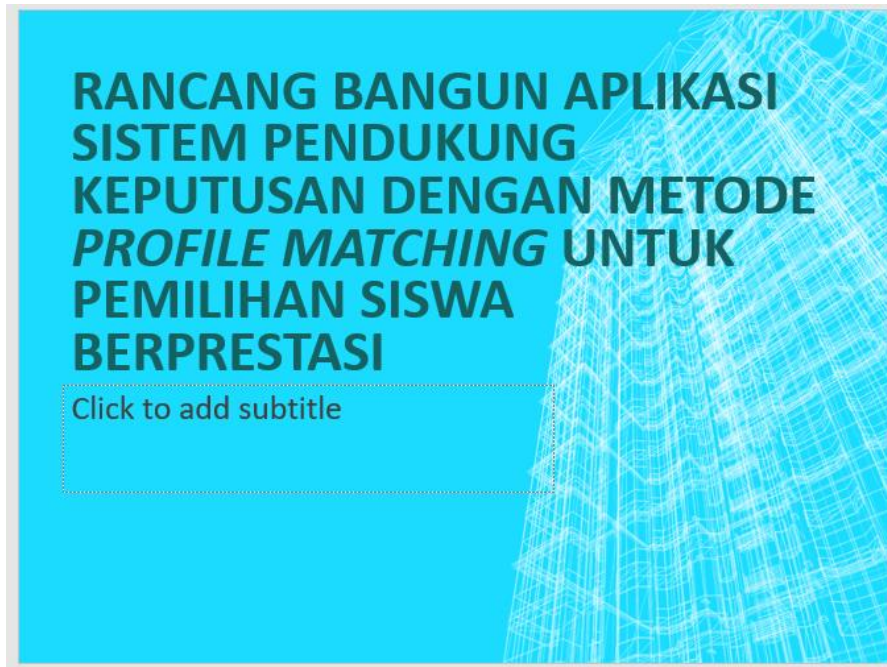 RANCANG BANGUN APLIKASI
SISTEM PENDUKUNG
KEPUTUSAN DENGAN METODE
PROFILE MATCHING UNTUK
PEMILIHAN SISWA
BERPRESTASI
Click to add subtitle